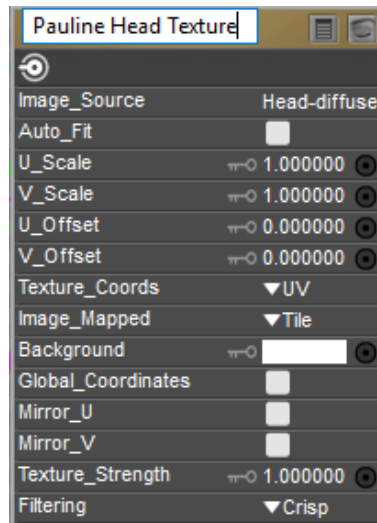 Pauline Head Texture
Image_Source Head-diffuse
Auto_Fit
U_Scale 1.000000
V_Scale 1.000000
U_Offset 0.000000
V_Offset 0.000000
Texture_Coords UV
Image_Mapped Tile
Background
Global_Coordinates
Mirror_U
Mirror_V
Texture_Strength 1.000000
Filtering Crisp